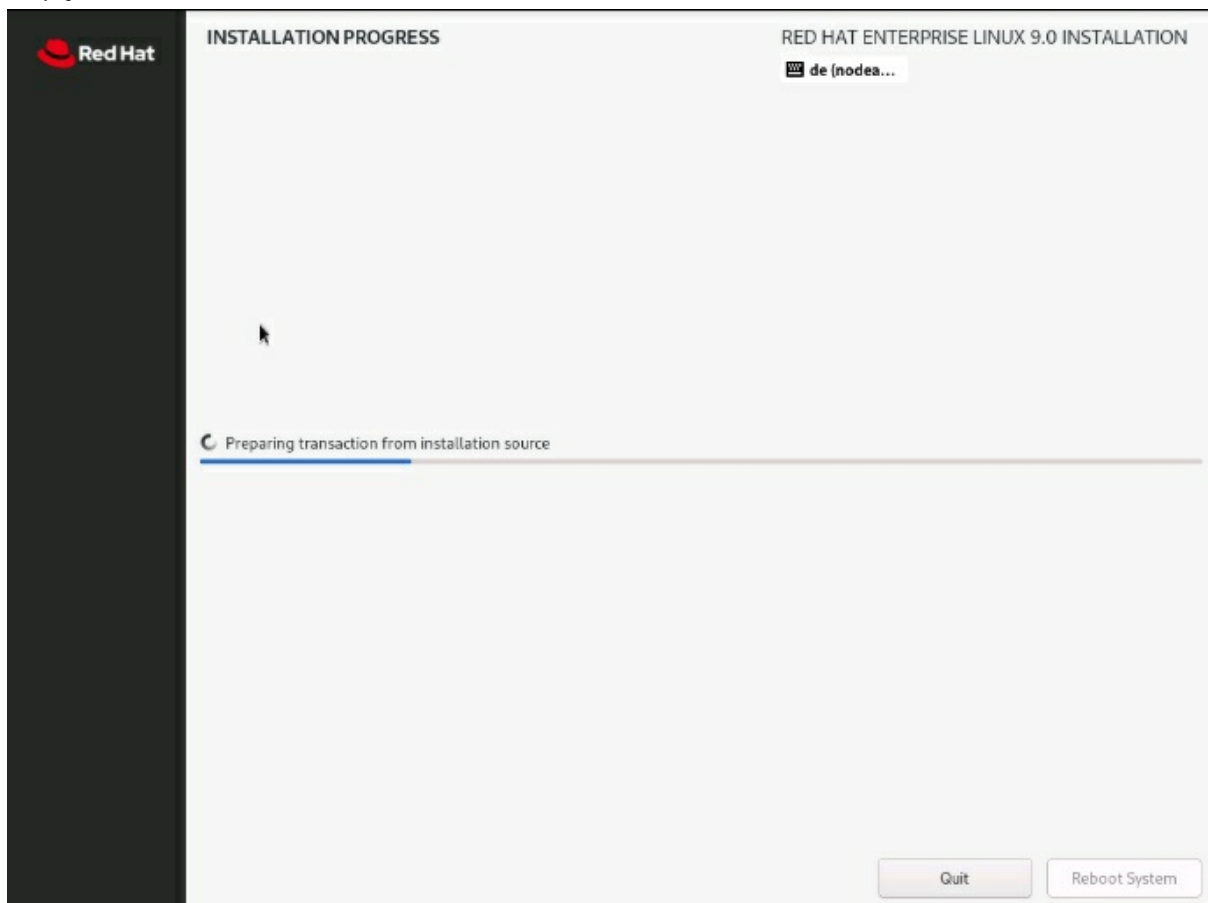 Red Hat
INSTALLATION PROGRESS
RED HAT ENTERPRISE LINUX 9.0 INSTALLATION
de (nodea...
Preparing transaction from installation source
Quit
Reboot System